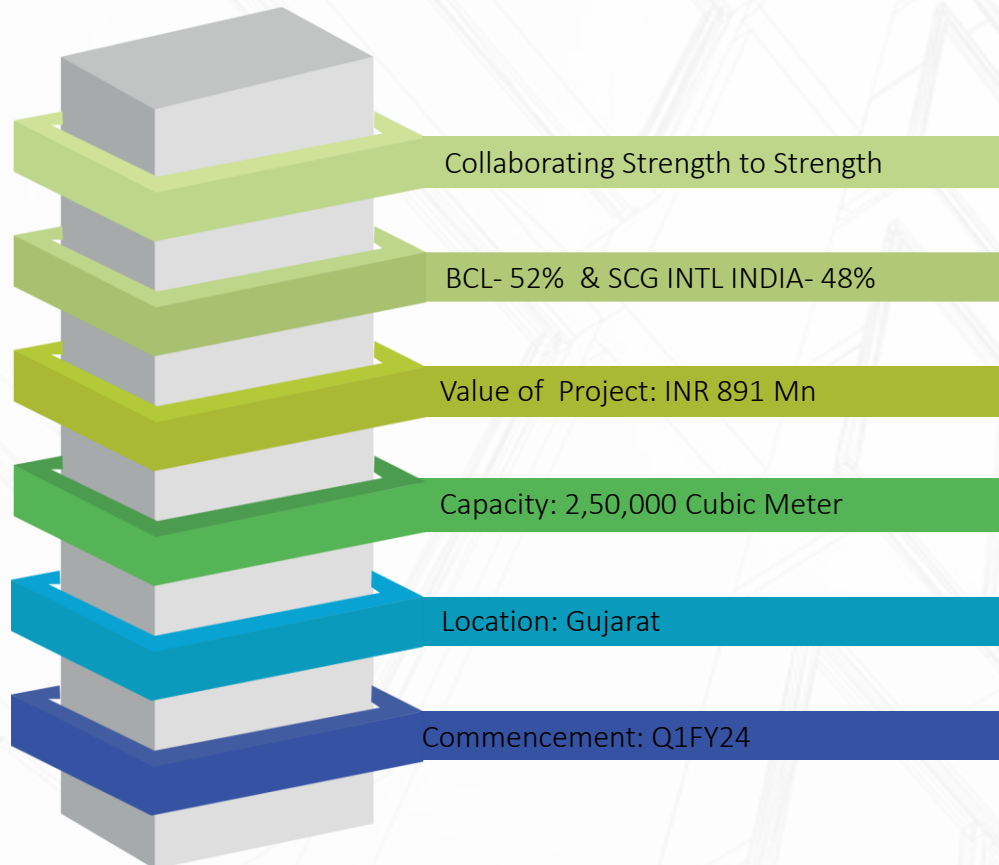 Collaborating Strength to Strength
BCL- 52% & SCG INTL INDIA- 48%
Value of Project: INR 891 Mn
Capacity: 2,50,000 Cubic Meter
Location: Gujarat
Commencement: Q1FY24